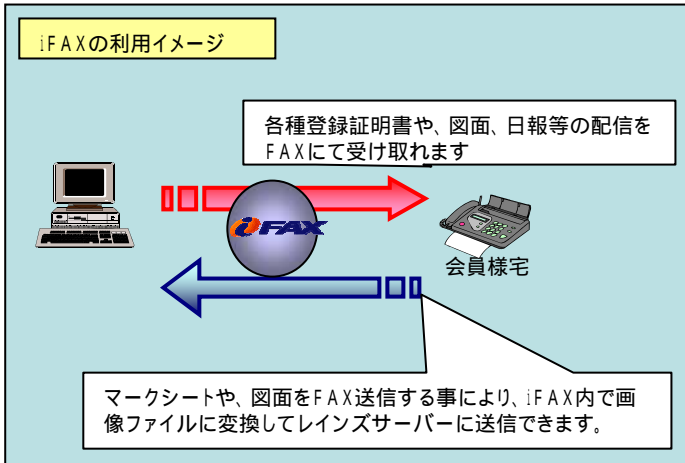 iFAXの利用イメージ
各種登録証明書や、図面、日報等の配信を
FAXにて受け取れます
iFAX
会員様宅
マークシートや、図面をFAX送信する事により、iFAX内で画
像ファイルに変換してレインズサーバーに送信できます。